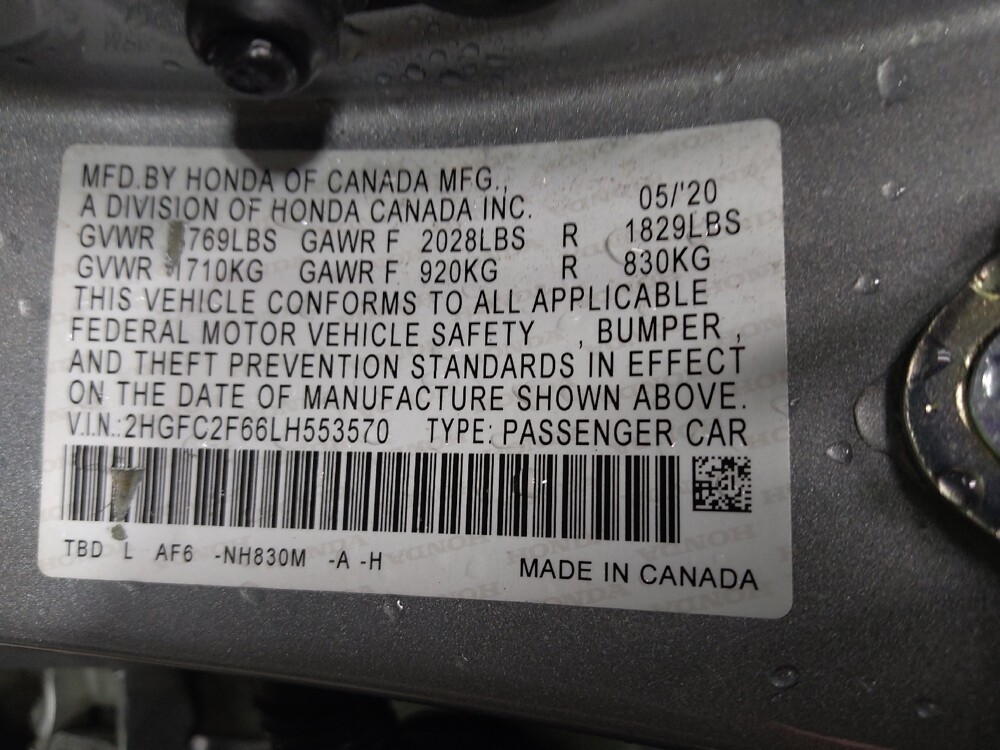 MFD.BY HONDA OF CANADA MFG.,
A DIVISION OF HONDA CANADA INC. 05/'20
GVWR 769LBS GAWR F 2028LBS R 1829LBS
GVWR 1710KG GAWR F 920KG R 830KG
THIS VEHICLE CONFORMS TO ALL APPLICABLE
FEDERAL MOTOR VEHICLE SAFETY , BUMPER ,
AND THEFT PREVENTION STANDARDS IN EFFECT
ON THE DATE OF MANUFACTURE SHOWN ABOVE.
V.I.N.:2HGFC2F66LH553570 TYPE: PASSENGER CAR
TBD L AF6 -NH830M -A -H
MADE IN CANADA